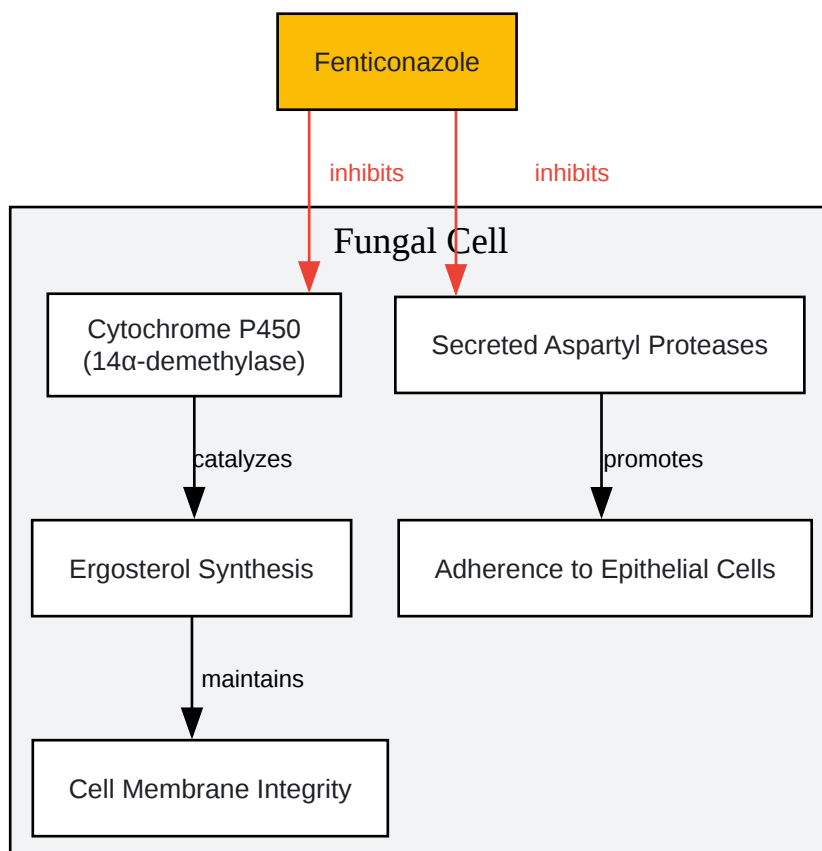 Fenticonazole
inhibits
inhibits
Fungal Cell
Cytochrome P450
(14α-demethylase)
Secreted Aspartyl Proteases
catalyzes
promotes
Ergosterol Synthesis
Adherence to Epithelial Cells
maintains
Cell Membrane Integrity